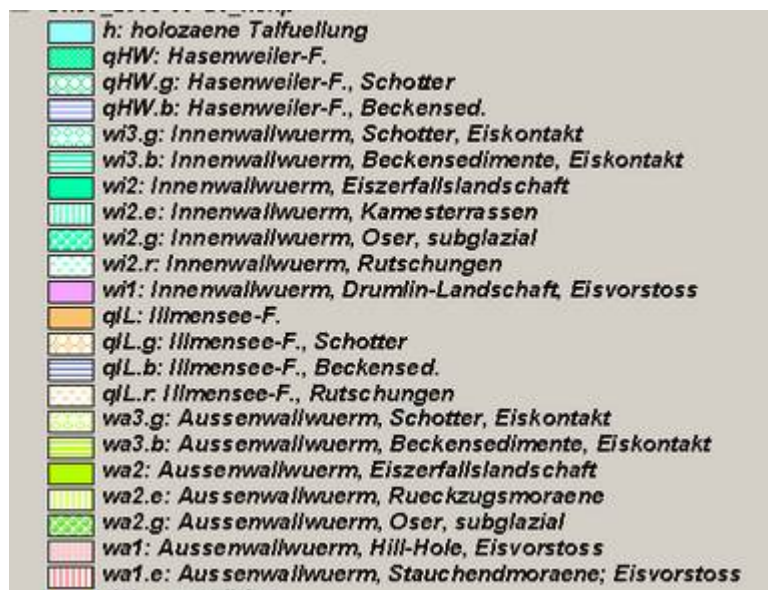 h: holozaene Talfuellung
qHW: Hasenweiler-F.
qHW.g: Hasenweiler-F., Schotter
qHW.b: Hasenweiler-F., Beckensed.
wi3.g: Innenwallwuerm, Schotter, Eiskontakt
wi3.b: Innenwallwuerm, Beckensedimente, Eiskontakt
wi2: Innenwallwuerm, Eiszerfallslandschaft
wi2.e: Innenwallwuerm, Kamesterrassen
wi2.g: Innenwallwuerm, Oser, subglazial
wi2.r: Innenwallwuerm, Rutschungen
wi1: Innenwallwuerm, Drumlin-Landschaft, Eisvorstoss
qIL: Illmensee-F.
qIL.g: Illmensee-F., Schotter
qIL.b: Illmensee-F., Beckensed.
qIL.r: Illmensee-F., Rutschungen
wa3.g: Aussenwallwuerm, Schotter, Eiskontakt
wa3.b: Aussenwallwuerm, Beckensedimente, Eiskontakt
wa2: Aussenwallwuerm, Eiszerfallslandschaft
wa2.e: Aussenwallwuerm, Rueckzugsmoraene
wa2.g: Aussenwallwuerm, Oser, subglazial
wa1: Aussenwallwuerm, Hill-Hole, Eisvorstoss
wa1.e: Aussenwallwuerm, Stauchendmoraene; Eisvorstoss